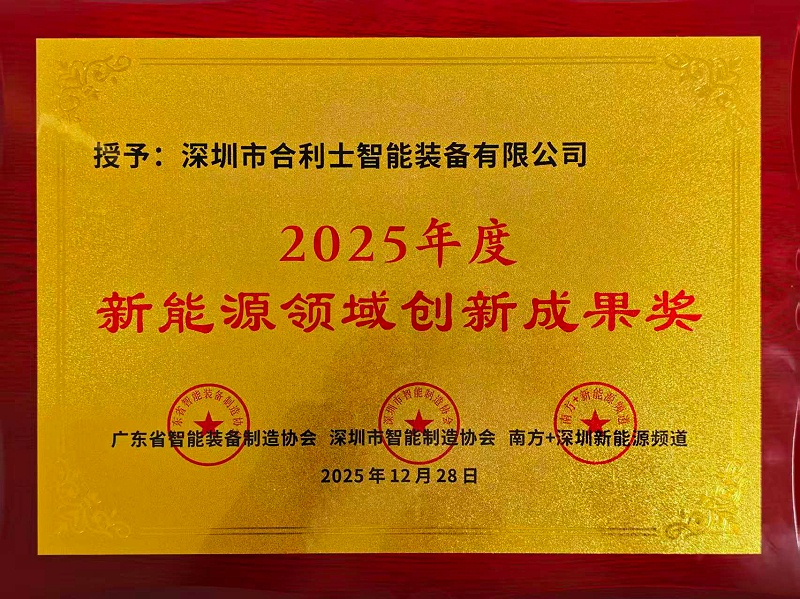 授予：深圳市合利士智能装备有限公司
2025年度
新能源领域创新成果奖
广东省智能装备制造协会 深圳市智能制造协会 南方+深圳新能源频道
2025年12月28日